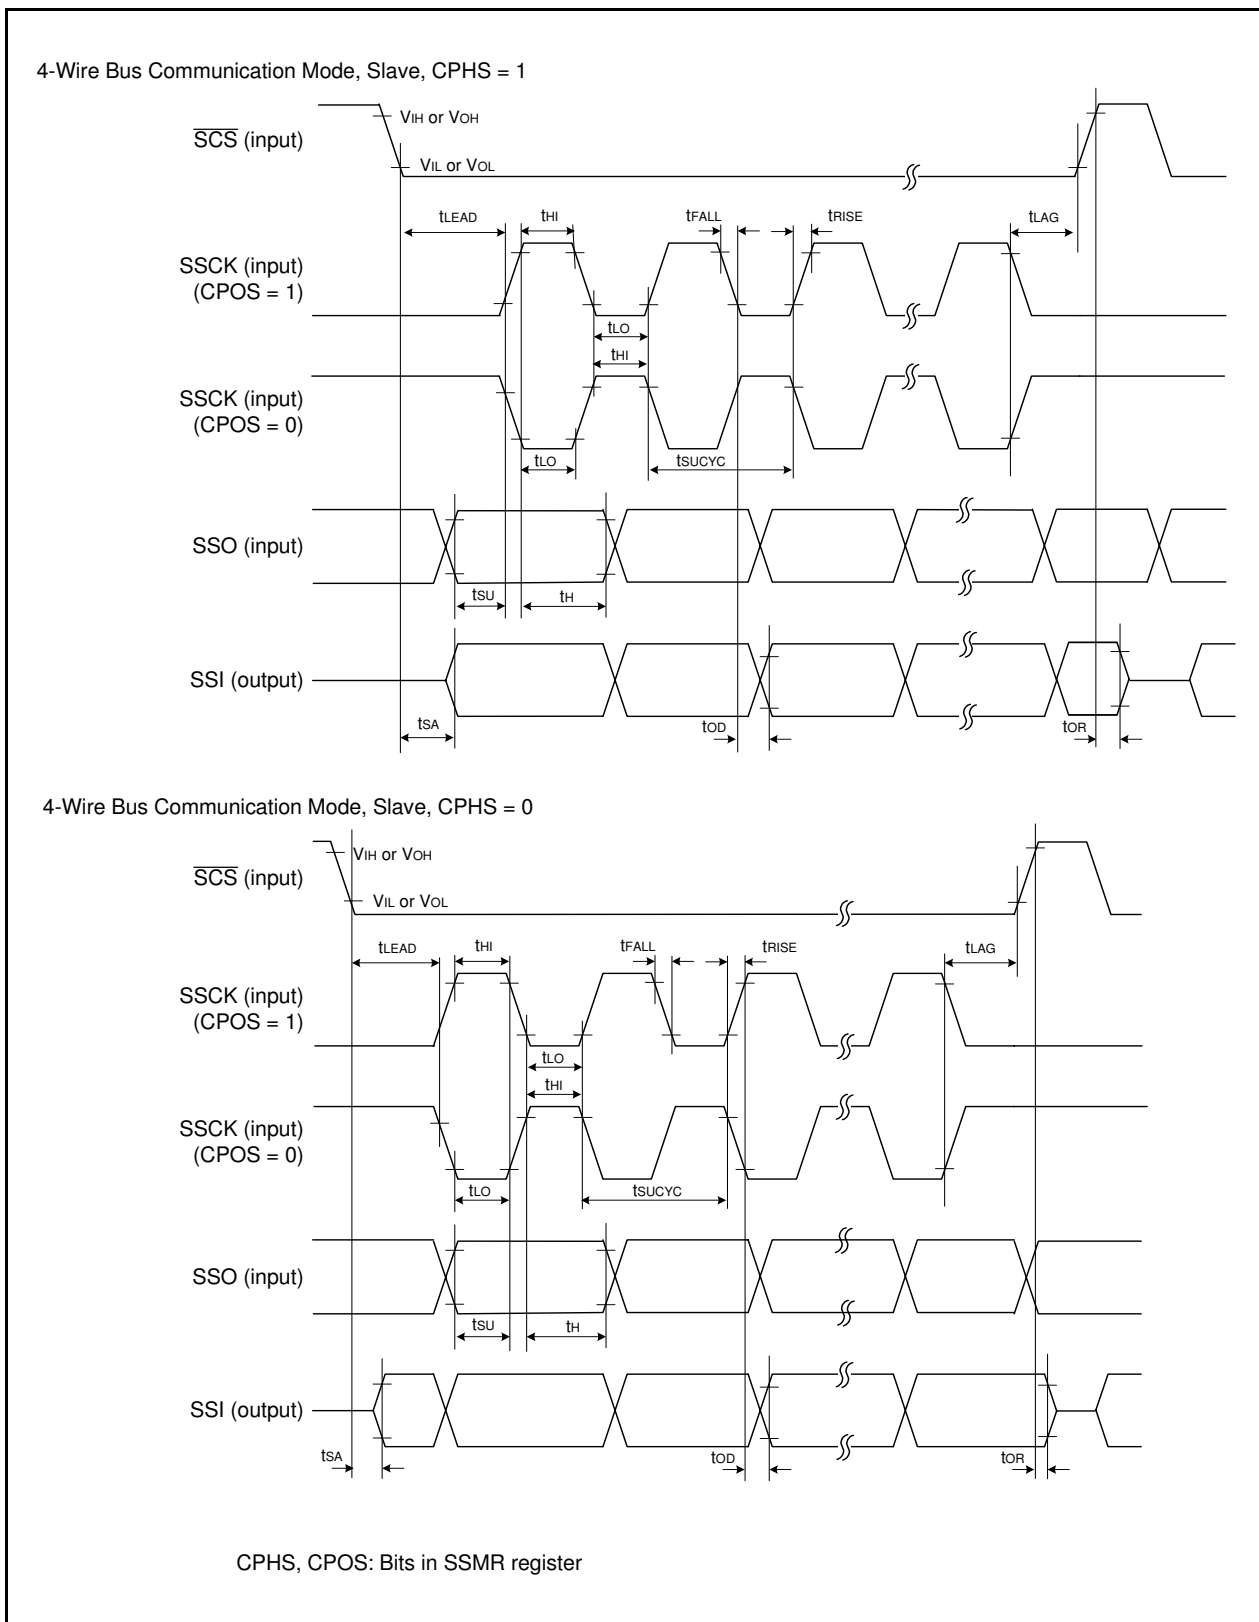 4-Wire Bus Communication Mode, Slave, CPHS = 1
VIH or VOH
SCS (input)
VIL or VOL
tLEAD
tHI
tFALL
tRISE
tLAG
SSCK (input)
(CPOS = 1)
tLO
tHI
SSCK (input)
(CPOS = 0)
tLO
tSUCYC
SSO (input)
tSU
tH
SSI (output)
tSA
tOD
tOR
4-Wire Bus Communication Mode, Slave, CPHS = 0
VIH or VOH
SCS (input)
VIL or VOL
tLEAD
tHI
tFALL
tRISE
tLAG
SSCK (input)
(CPOS = 1)
tLO
tHI
SSCK (input)
(CPOS = 0)
tLO
tSUCYC
SSO (input)
tSU
tH
SSI (output)
tSA
tOD
tOR
CPHS, CPOS: Bits in SSMR register